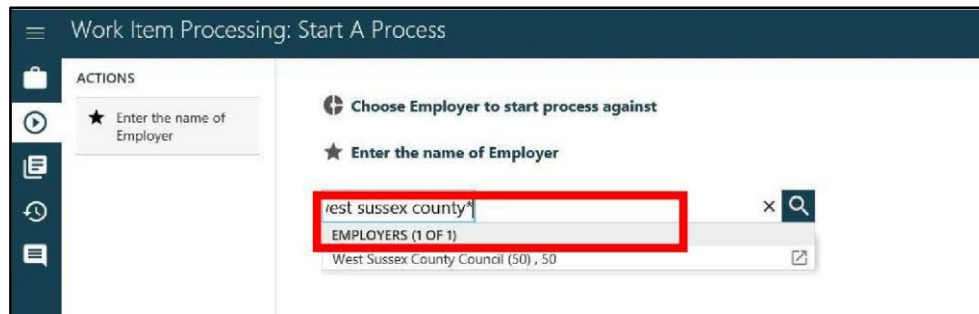 Work Item Processing: Start A Process
ACTIONS
Enter the name of
Employer
Choose Employer to start process against
Enter the name of Employer
west sussex county*
EMPLOYERS (1 OF 1)
West Sussex County Council (50) , 50